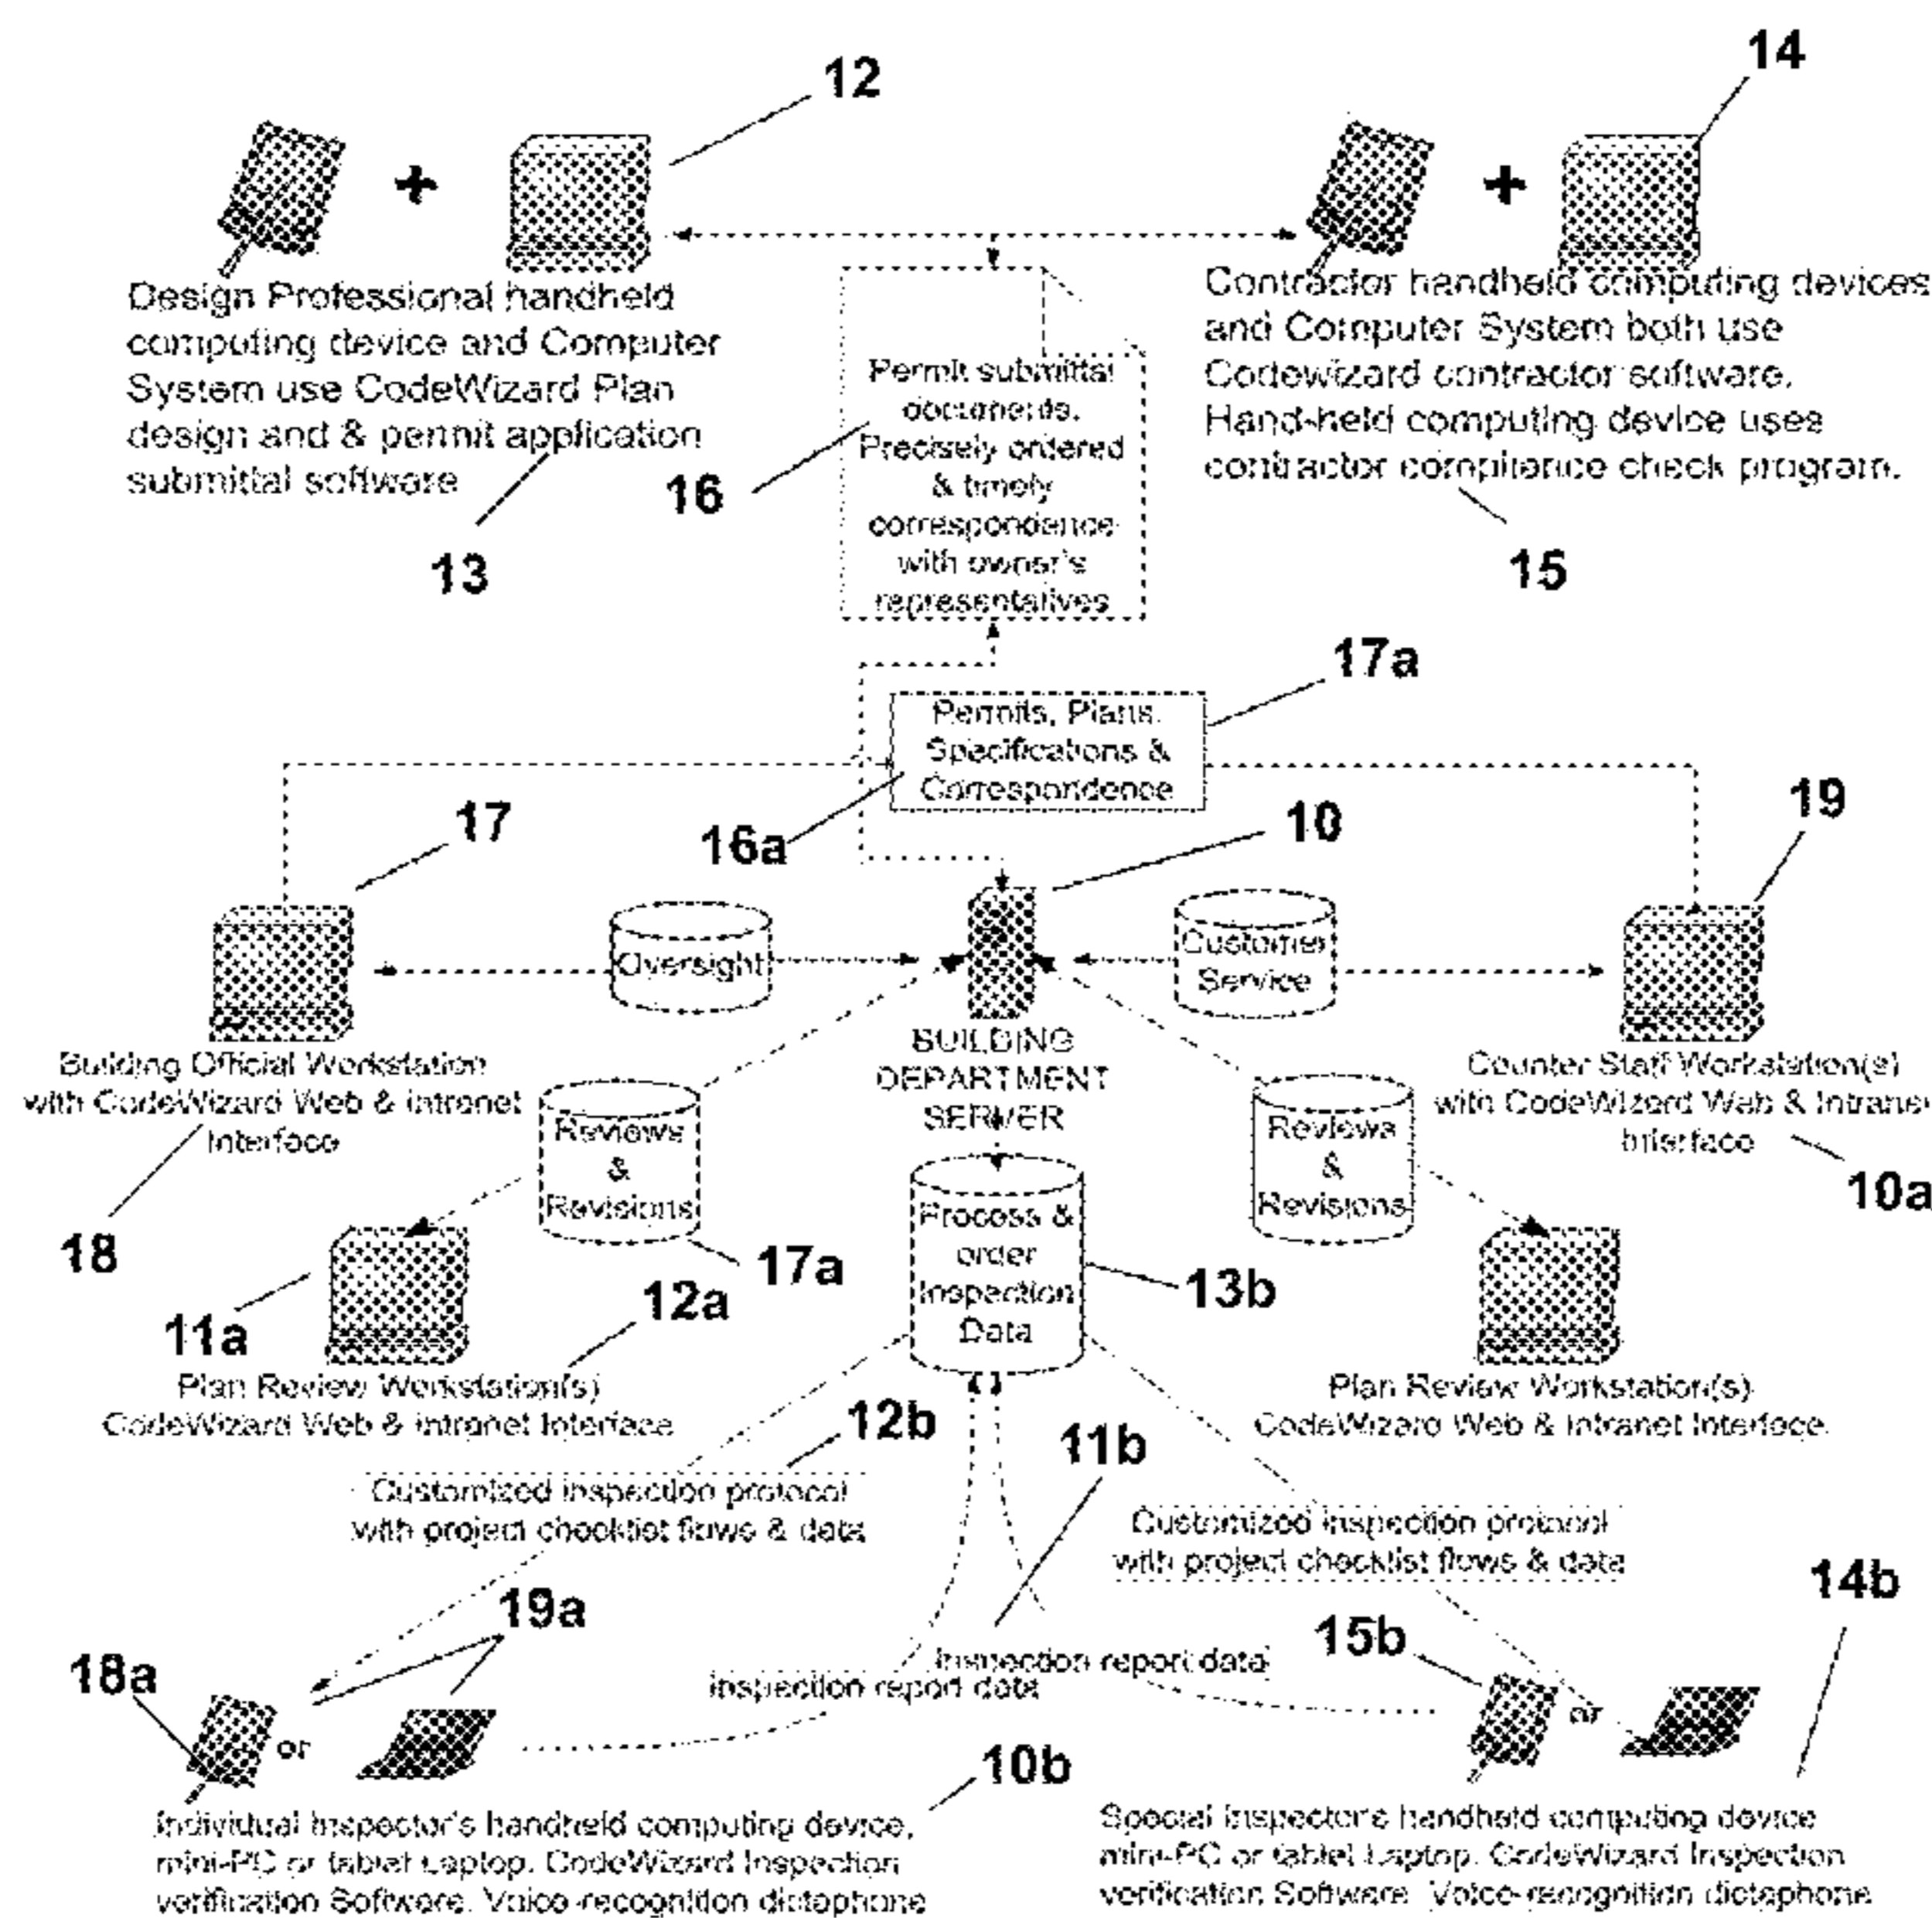 12
14
+
+
Design Professional handheld
computing device and Computer
System use CodeWizard Plan
design and & permit application
submittal software
13
Contractor handheld computing devices
and Computer System both use
Codewizard contractor software.
Hand-held computing device uses
contractor compliance check program.
15
Permit submittal
documents.
Precisely ordered
& timely
correspondence
with owner's
representatives
16
17a
Permits, Plans,
Specifications &
Correspondence
16a
17
10
19
Oversight
Customer
Service
BUILDING
DEPARTMENT
SERVER
Building Official Workstation
with CodeWizard Web & intranet
Interface
18
Counter Staff Workstation(s)
with CodeWizard Web & Intrane
Interface
10a
Reviews
&
Revisions
17a
Reviews
&
Revisions
Process &
order
Inspection
Data
13b
11a
12a
Plan Review Workstation(s)
CodeWizard Web & Intranet Interface
Plan Review Workstation(s)
CodeWizard Web & Intranet Interface
12b
11b
Customized inspection protocol
with project checklist flows & data
Customized inspection protocol
with project checklist flows & data
14b
19a
15b
18a
Inspection report data
Inspection report data
or
or
10b
Individual Inspector's handheld computing device,
mini-PC or tablet Laptop. CodeWizard Inspection
verification Software. Voice-recognition dictophone
Special Inspector's handheld computing device
mini-PC or tablet Laptop. CodeWizard Inspection
verification Software. Voice-recognition dictophone